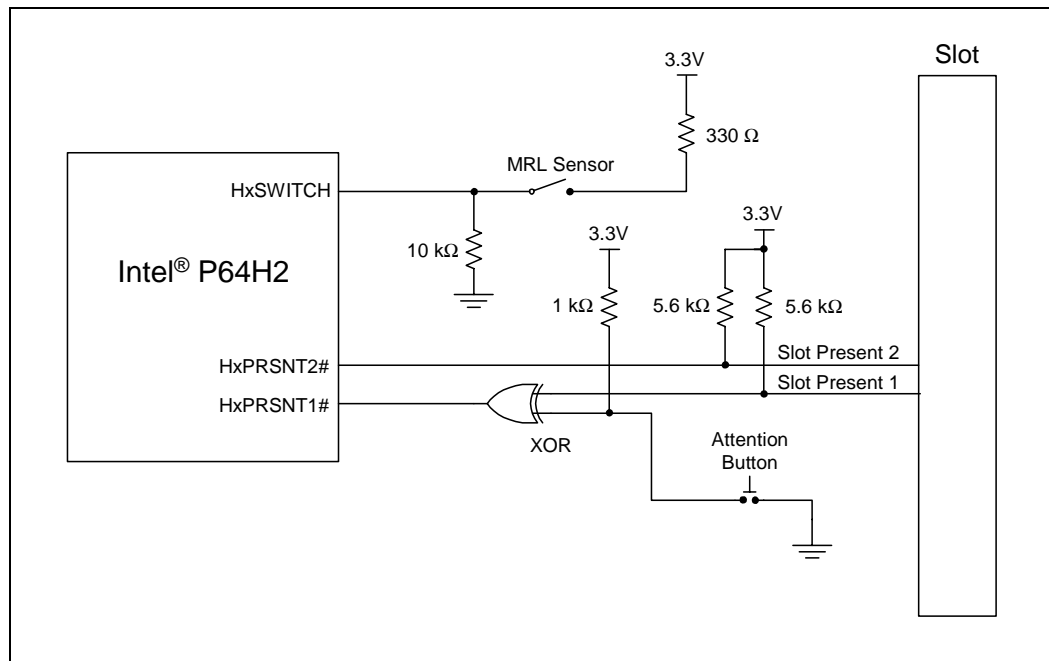 Slot
3.3V
330 Ω
MRL Sensor
HxSWITCH
3.3V
3.3V
10 kΩ
Intel® P64H2
1 kΩ
5.6 kΩ
5.6 kΩ
Slot Present 2
HxPRSNT2#
Slot Present 1
HxPRSNT1#
XOR
Attention
Button